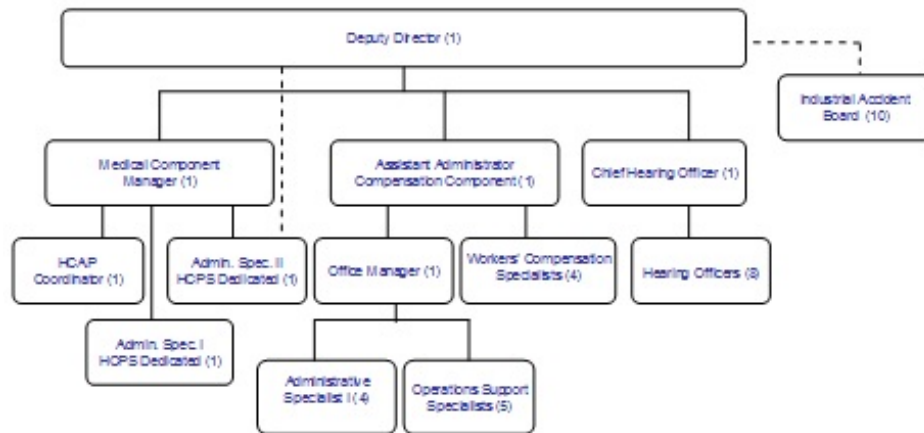 Deputy Director (1)
Industrial Accident
Board (10)
Medical Component
Manager (1)
Assistant Administrator
Compensation Component (1)
Chief Hearing Officer (1)
HCAP
Coordinator (1)
Admin. Spec. II
HCPS Dedicated (1)
Office Manager (1)
Workers' Compensation
Specialists (4)
Hearing Officers (8)
Admin. Spec. I
HCPS Dedicated (1)
Administrative
Specialist I (4)
Operations Support
Specialists (5)